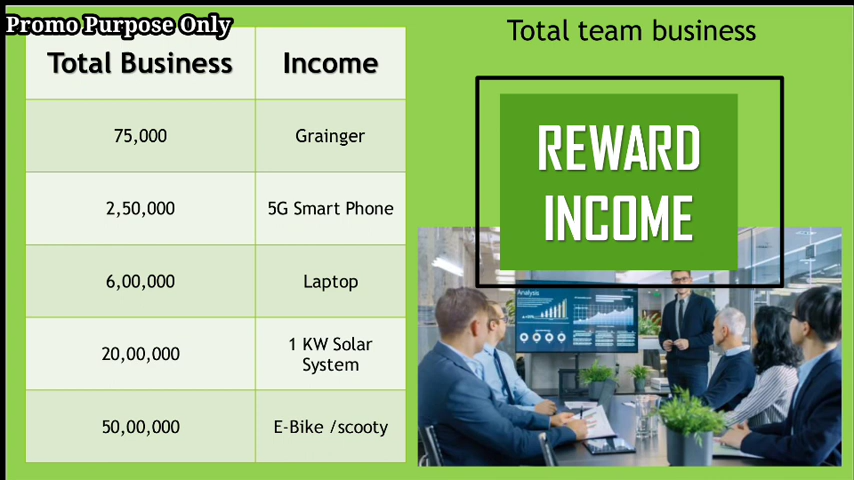 Promo Purpose Only
Total team business
Total Business Income
75,000 Grainger
2,50,000 5G Smart Phone
6,00,000 Laptop
20,00,000 1 KW Solar
System
50,00,000 E-Bike /scooty
REWARD
INCOME
Analysis